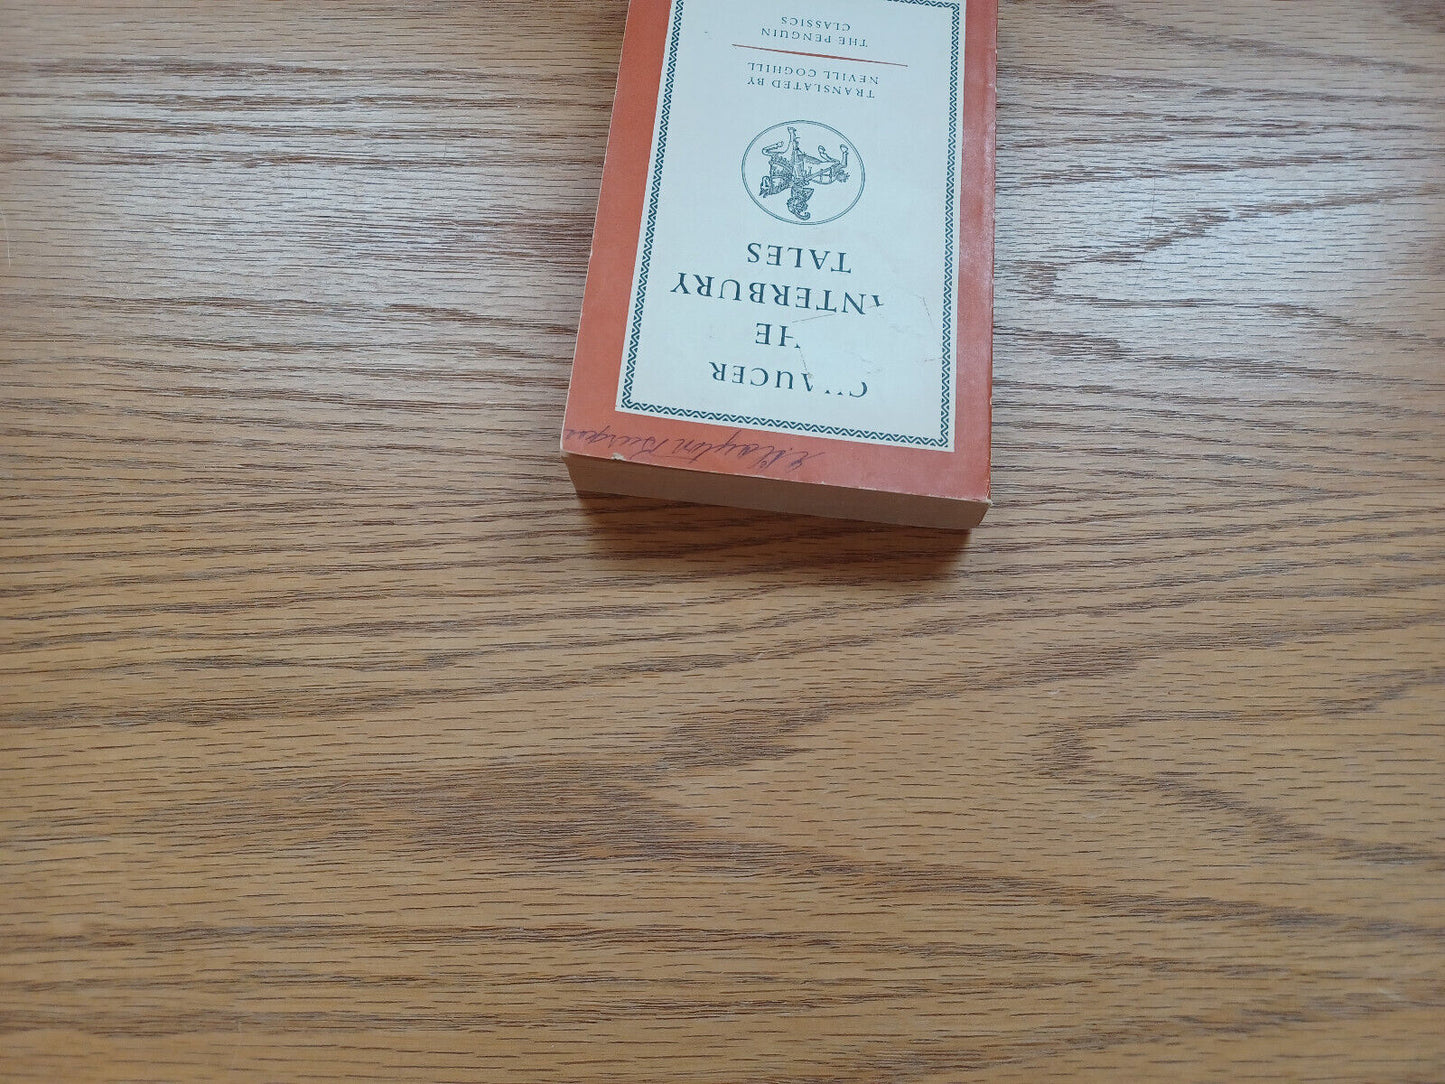 CHAUCER
HE
ANTERBURY
TALES
TRANSLATED BY
NEVILL COGHILL
THE PENGUIN
CLASSICS